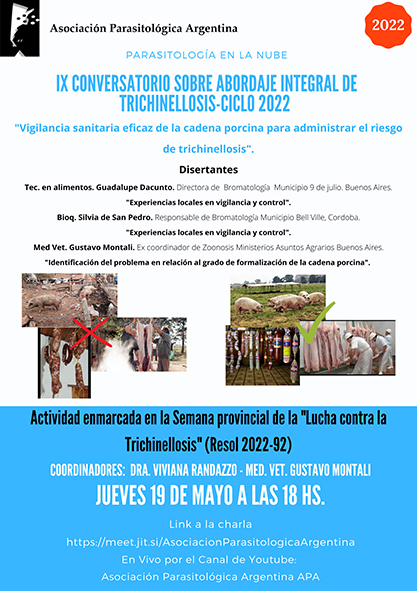 Asociación Parasitológica Argentina
2022
PARASITOLOGÍA EN LA NUBE
IX CONVERSATORIO SOBRE ABORDAJE INTEGRAL DE
TRICHINELLOSIS-CICLO 2022
"Vigilancia sanitaria eficaz de la cadena porcina para administrar el riesgo
de trichinellosis".
Disertantes
Tec. en alimentos. Guadalupe Dacunto. Directora de Bromatología Municipio 9 de julio. Buenos Aires.
"Experiencias locales en vigilancia y control".
Bioq. Silvia de San Pedro. Responsable de Bromatología Municipio Bell Ville, Cordoba.
"Experiencias locales en vigilancia y control".
Med Vet. Gustavo Montali. Ex coordinador de Zoonosis Ministerios Asuntos Agrarios Buenos Aires.
"Identificación del problema en relación al grado de formalización de la cadena porcina".
Actividad enmarcada en la Semana provincial de la "Lucha contra la
Trichinellosis" (Resol 2022-92)
COORDINADORES: DRA. VIVIANA RANDAZZO - MED. VET. GUSTAVO MONTALI
JUEVES 19 DE MAYO A LAS 18 HS.
Link a la charla
https://meet.jit.si/AsociacionParasitologicaArgentina
En Vivo por el Canal de Youtube:
Asociación Parasitológica Argentina APA